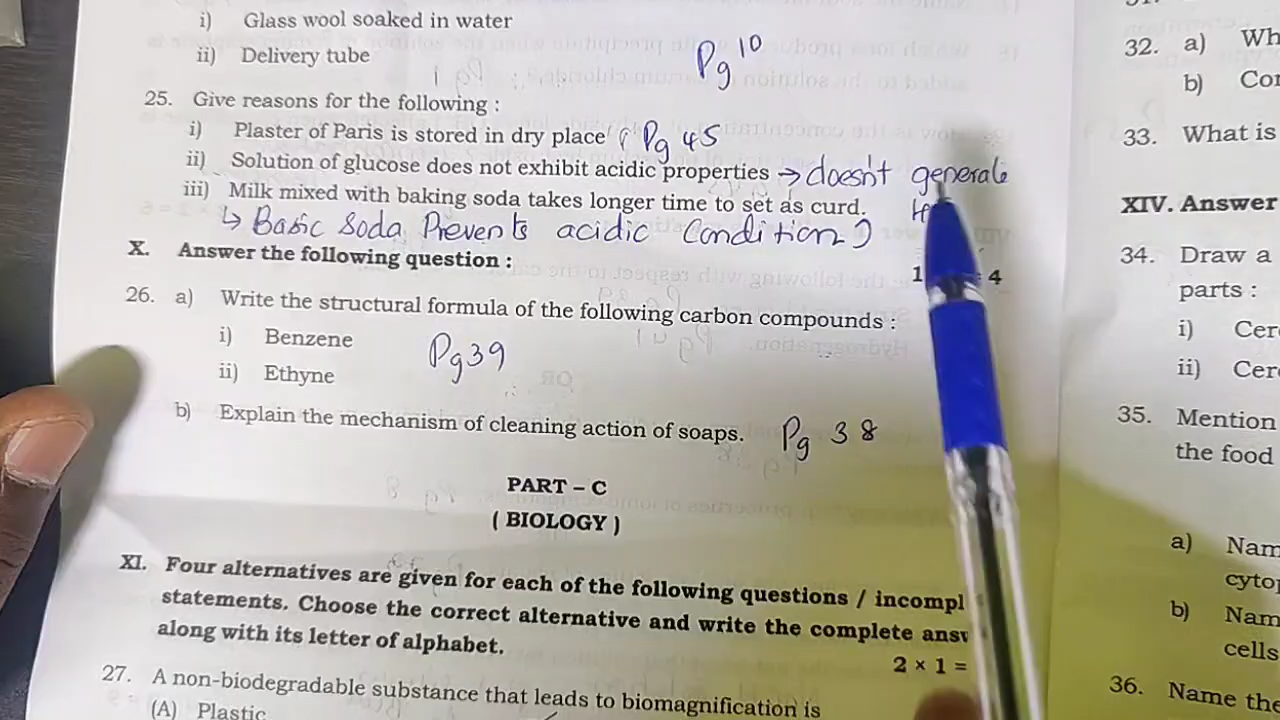 i) Glass wool soaked in water
ii) Delivery tube
Pg 10
25. Give reasons for the following :
i) Plaster of Paris is stored in dry place Pg 45
ii) Solution of glucose does not exhibit acidic properties → doesn't generate
iii) Milk mixed with baking soda takes longer time to set as curd.
↳ Basic Soda Prevents acidic Condition
X. Answer the following question :
1 4
26. a) Write the structural formula of the following carbon compounds :
i) Benzene
ii) Ethyne
Pg 39
b) Explain the mechanism of cleaning action of soaps. Pg 38
PART – C
( BIOLOGY )
XI. Four alternatives are given for each of the following questions / incompl
statements. Choose the correct alternative and write the complete answ
along with its letter of alphabet.
2 × 1 =
27. A non-biodegradable substance that leads to biomagnification is
(A) Plastic
32. a) Wh
b) Con
33. What is
XIV. Answer
34. Draw a
parts :
i) Cer
ii) Cer
35. Mention
the food
a) Nam
cytop
b) Nam
cells
36. Name the